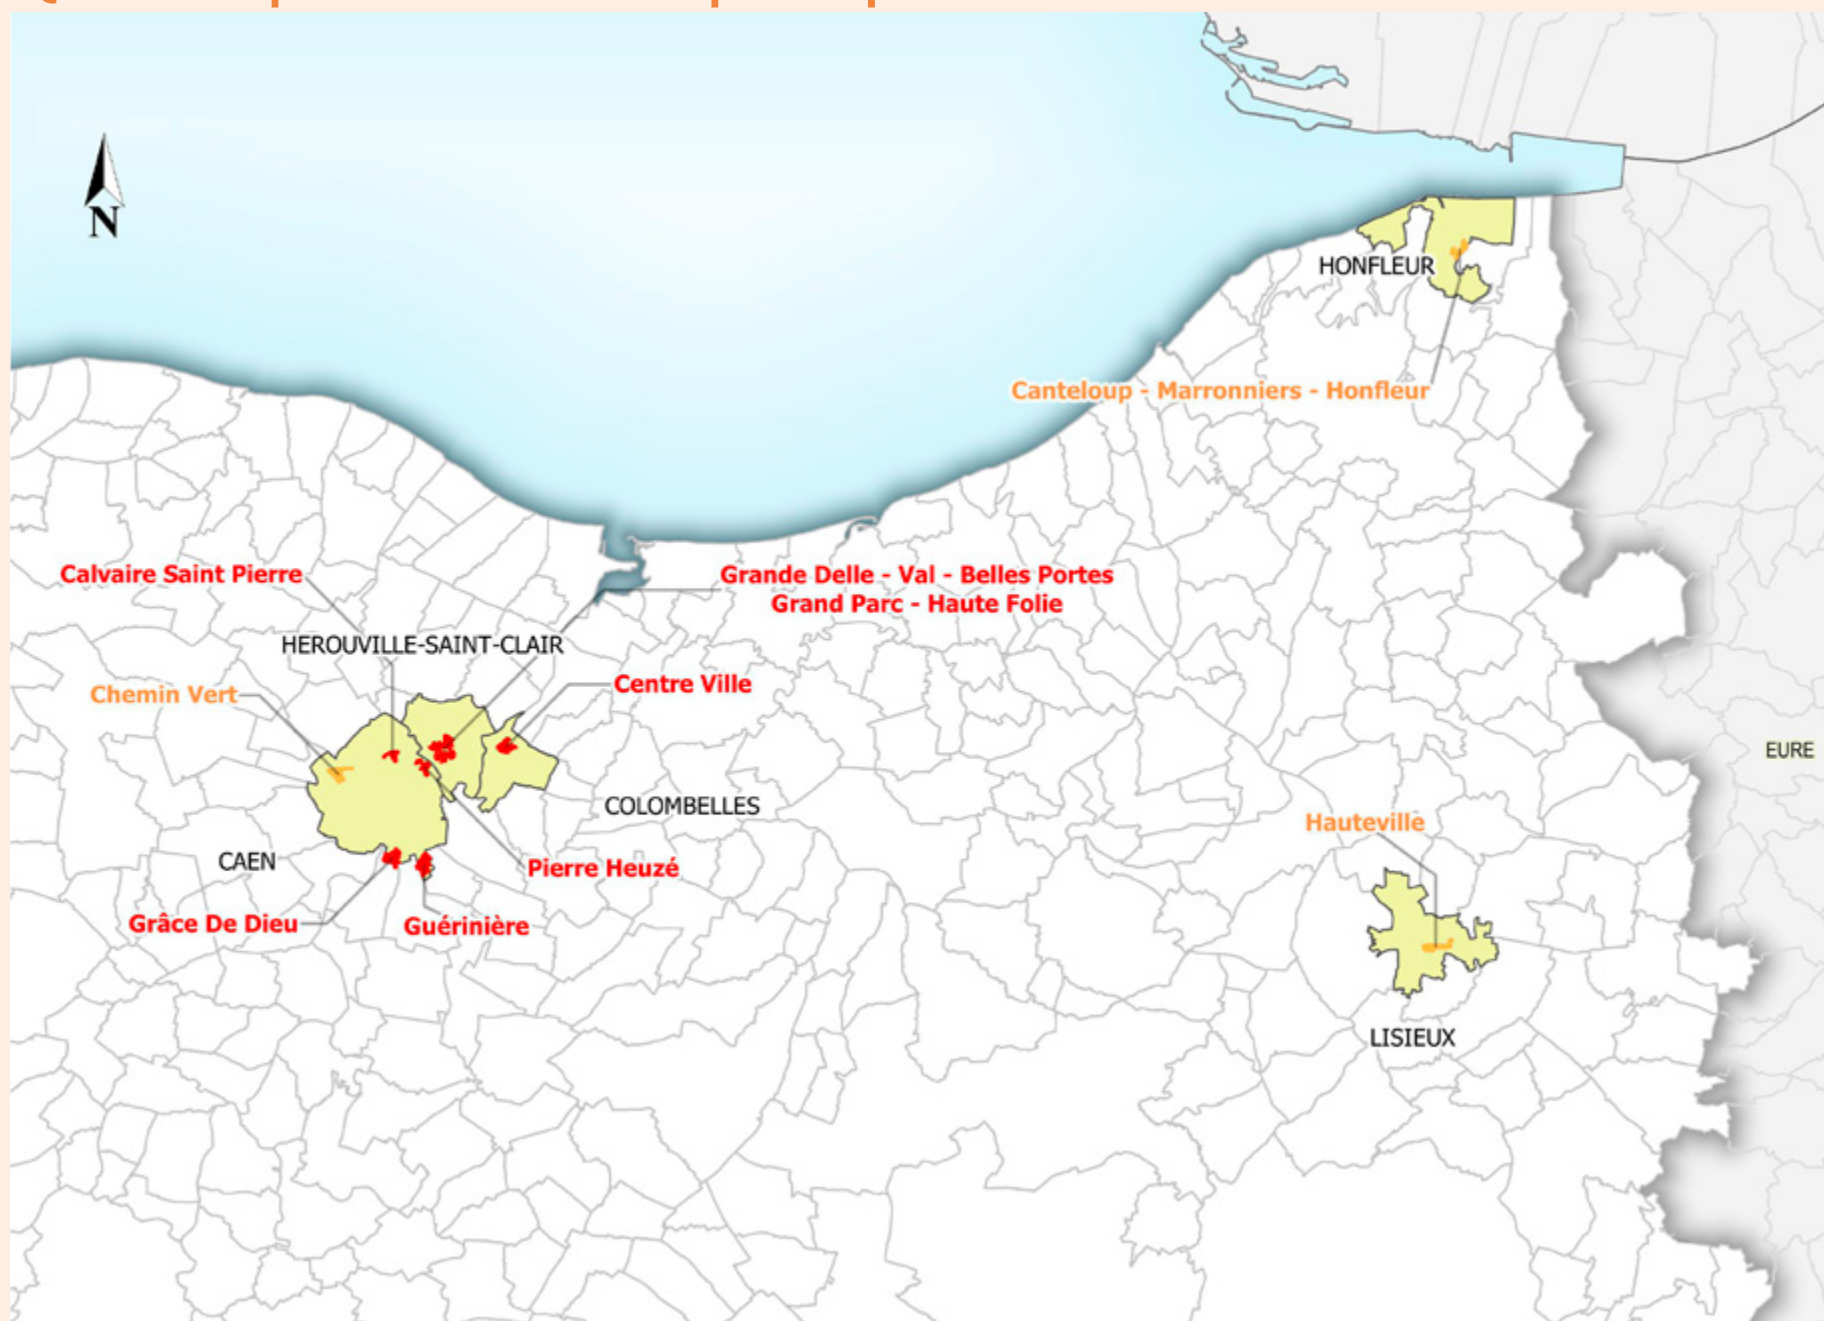 N
HONFLEUR
Canteloup - Marronniers - Honfleur
Calvaire Saint Pierre
Grande Delle - Val - Belles Portes
Grand Parc - Haute Folie
HEROUVILLE-SAINT-CLAIR
Centre Ville
Chemin Vert
EURE
COLOMBELLES
Hauteville
CAEN
Pierre Heuzé
Grâce De Dieu
Guérinière
LISIEUX